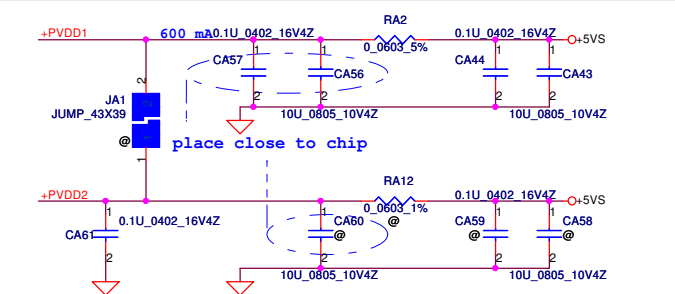 +PVDD1
600 mA
0.1U_0402_16V4Z
RA2
0_0603_5%
0.1U_0402_16V4Z
+5VS
CA57
1
2
1
CA56
2
CA44
1
2
1
CA43
2
10U_0805_10V4Z
10U_0805_10V4Z
2
JA1
JUMP_43X39
@
1
place close to chip
+PVDD2
RA12
0_0603_1%
@
0.1U_0402_16V4Z
+5VS
1
0.1U_0402_16V4Z
CA61
2
1
CA60
@
2
CA59
1
@
2
1
CA58
@
2
10U_0805_10V4Z
10U_0805_10V4Z